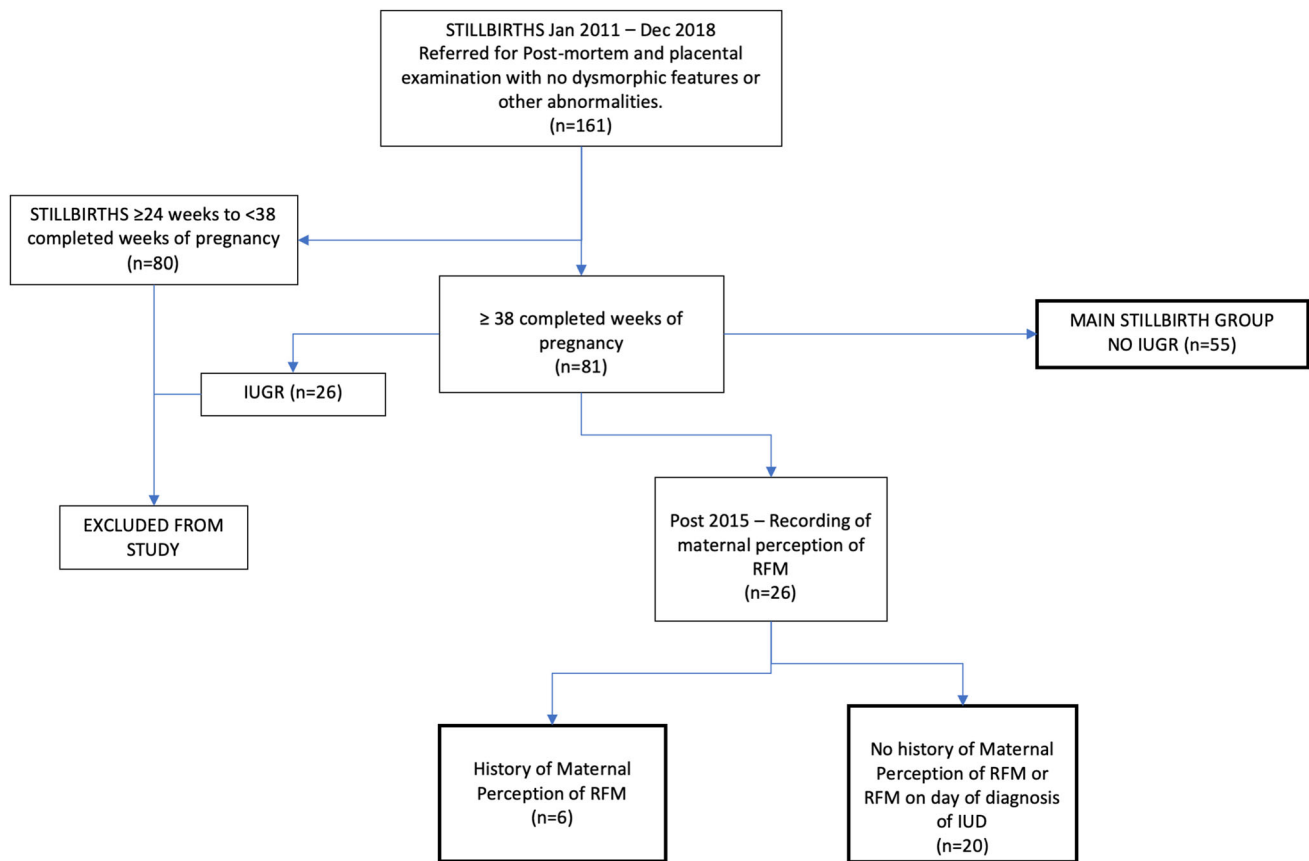 STILLBIRTHS Jan 2011 – Dec 2018
Referred for Post-mortem and placental
examination with no dysmorphic features or
other abnormalities.
(n=161)
STILLBIRTHS ≥24 weeks to <38
completed weeks of pregnancy
(n=80)
≥ 38 completed weeks of
pregnancy
(n=81)
MAIN STILLBIRTH GROUP
NO IUGR (n=55)
IUGR (n=26)
EXCLUDED FROM
STUDY
Post 2015 – Recording of
maternal perception of
RFM
(n=26)
History of Maternal
Perception of RFM
(n=6)
No history of Maternal
Perception of RFM or
RFM on day of diagnosis
of IUD
(n=20)